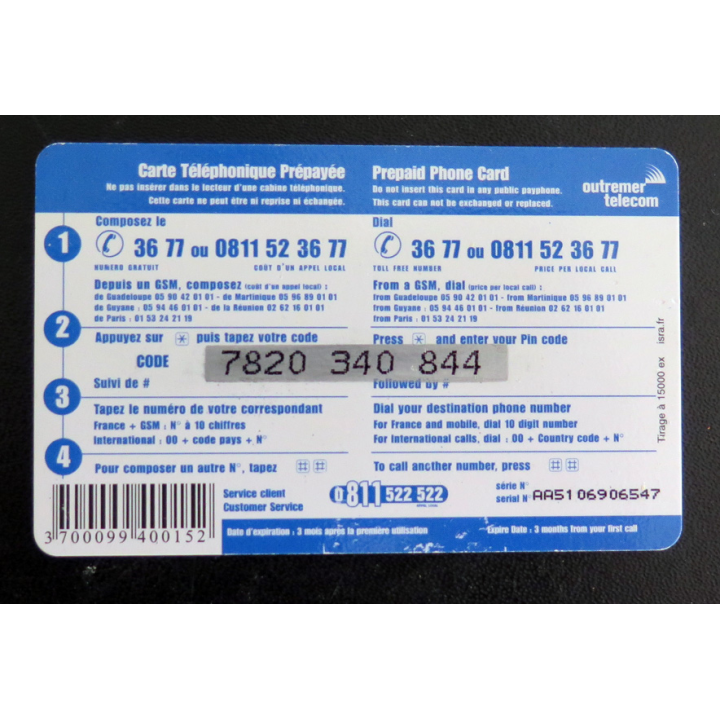 Carte Téléphonique Prépayée
Ne pas insérer dans le lecteur d'une cabine téléphonique.
Cette carte ne peut être ni reprise ni échangée.
Prepaid Phone Card
Do not insert this card in any public payphone.
This card can not be exchanged or replaced.
outremer
telecom
1
Composez le
36 77 ou 0811 52 36 77
NUMERO GRATUIT COÛT D'UN APPEL LOCAL
Depuis un GSM, composez (coût d'un appel local) :
de Guadeloupe 05 90 42 01 01 - de Martinique 05 96 89 01 01
de Guyane : 05 94 46 01 01 - de la Réunion 02 62 16 01 01
de Paris : 01 53 24 21 19
Dial
36 77 ou 0811 52 36 77
TOLL FREE NUMBER PRICE PER LOCAL CALL
From a GSM, dial (price per local call) :
from Guadeloupe 05 90 42 01 01 - from Martinique 05 96 89 01 01
from Guyane : 05 94 46 01 01 - from Réunion 02 62 16 01 01
from Paris : 01 53 24 21 19
2
Appuyez sur * puis tapez votre code
CODE 7820 340 844
Suivi de #
Press * and enter your Pin code
Followed by #
3
Tapez le numéro de votre correspondant
France + GSM : N° à 10 chiffres
International : 00 + code pays + N°
Dial your destination phone number
For France and mobile, dial 10 digit number
For International calls, dial : 00 + Country code + N°
4
Pour composer un autre N°, tapez # #
To call another number, press # #
3 700099 400152
Service client
Customer Service
0 811 522 522
série N°
serial N° AA5106906547
Date d'expiration : 3 mois après la première utilisation
Expire Date : 3 months from your first call
Tirage à 15000 ex isra.fr